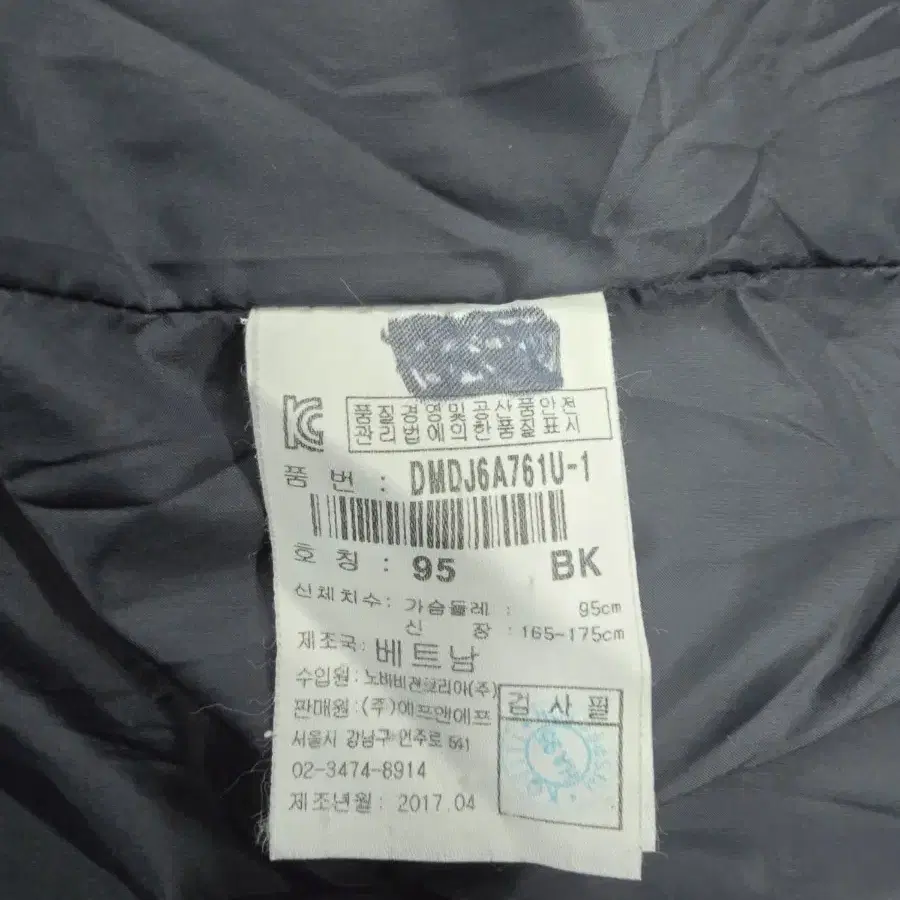 KC
품질경영및공산품안전
관리법에의한품질표시
품 번 : DMDJ6A761U-1
호 칭 : 95 BK
신체치수: 가슴둘레 : 95cm
신 장 : 165-175cm
제조국: 베트남
수입원: 노바비젼코리아(주)
판매원:(주)에프앤에프
서울시 강남구 언주로 541
02-3474-8914
제조년월: 2017.04
검사필